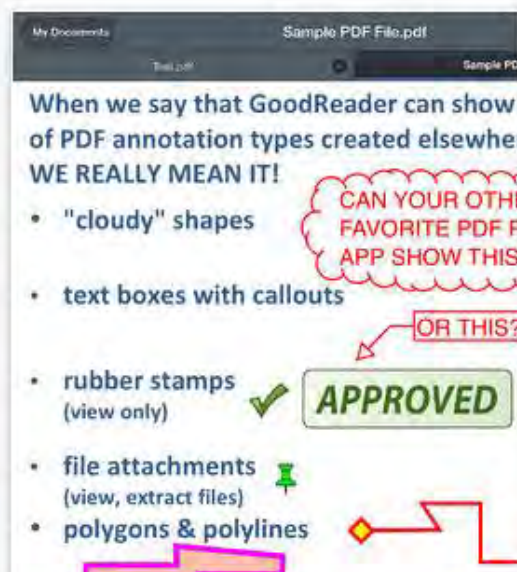 My Documents
Sample PDF File.pdf
Test.pdf
Sample PD
When we say that GoodReader can show
of PDF annotation types created elsewhe
WE REALLY MEAN IT!
• "cloudy" shapes
CAN YOUR OTH
FAVORITE PDF
APP SHOW THIS
• text boxes with callouts
OR THIS?
• rubber stamps
(view only)
APPROVED
• file attachments
(view, extract files)
• polygons & polylines